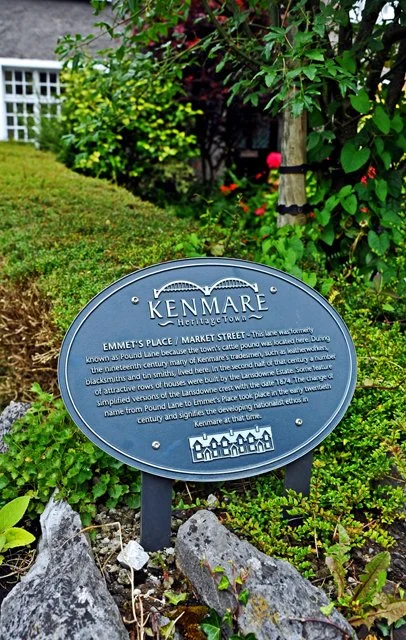 KENMARE
Heritage Town
EMMET'S PLACE / MARKET STREET - This lane was formerly
known as Pound Lane because the town's cattle pound was located here. During
the nineteenth century many of Kenmare's tradesmen, such as leatherworkers,
blacksmiths and tin smiths, lived here. In the second half of that century a number
of attractive rows of houses were built by the Lansdowne Estate. Some feature
simplified versions of the Lansdowne crest with the date 1874. The change of
name from Pound Lane to Emmet's Place took place in the early twentieth
century and signifies the developing nationalist ethos in
Kenmare at that time.